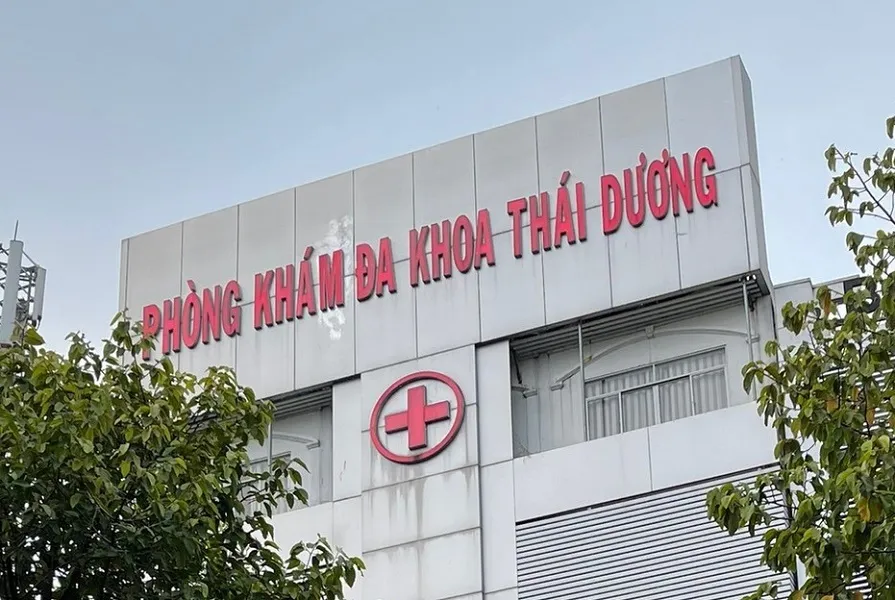 PHÒNG KHÁM ĐA KHOA THÁI DƯƠNG